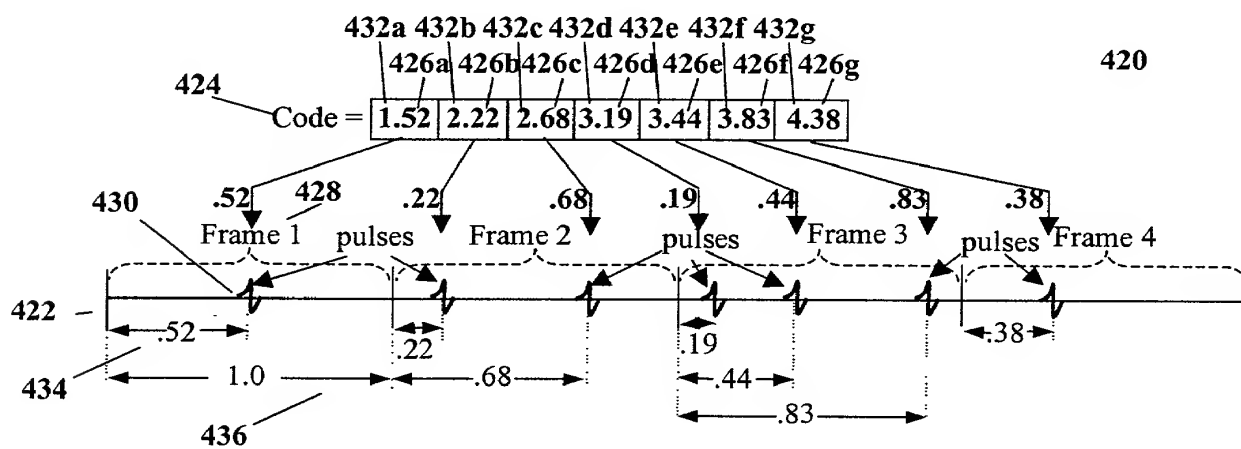 432a 432b 432c 432d 432e 432f 432g
426a 426b 426c 426d 426e 426f 426g
420
424
Code = 1.52 2.22 2.68 3.19 3.44 3.83 4.38
.52 .22 .68 .19 .44 .83 .38
428
430
Frame 1 pulses Frame 2 pulses Frame 3 pulses Frame 4
422
.52 .22 .19 .38
434
1.0 .68 .44
.83
436